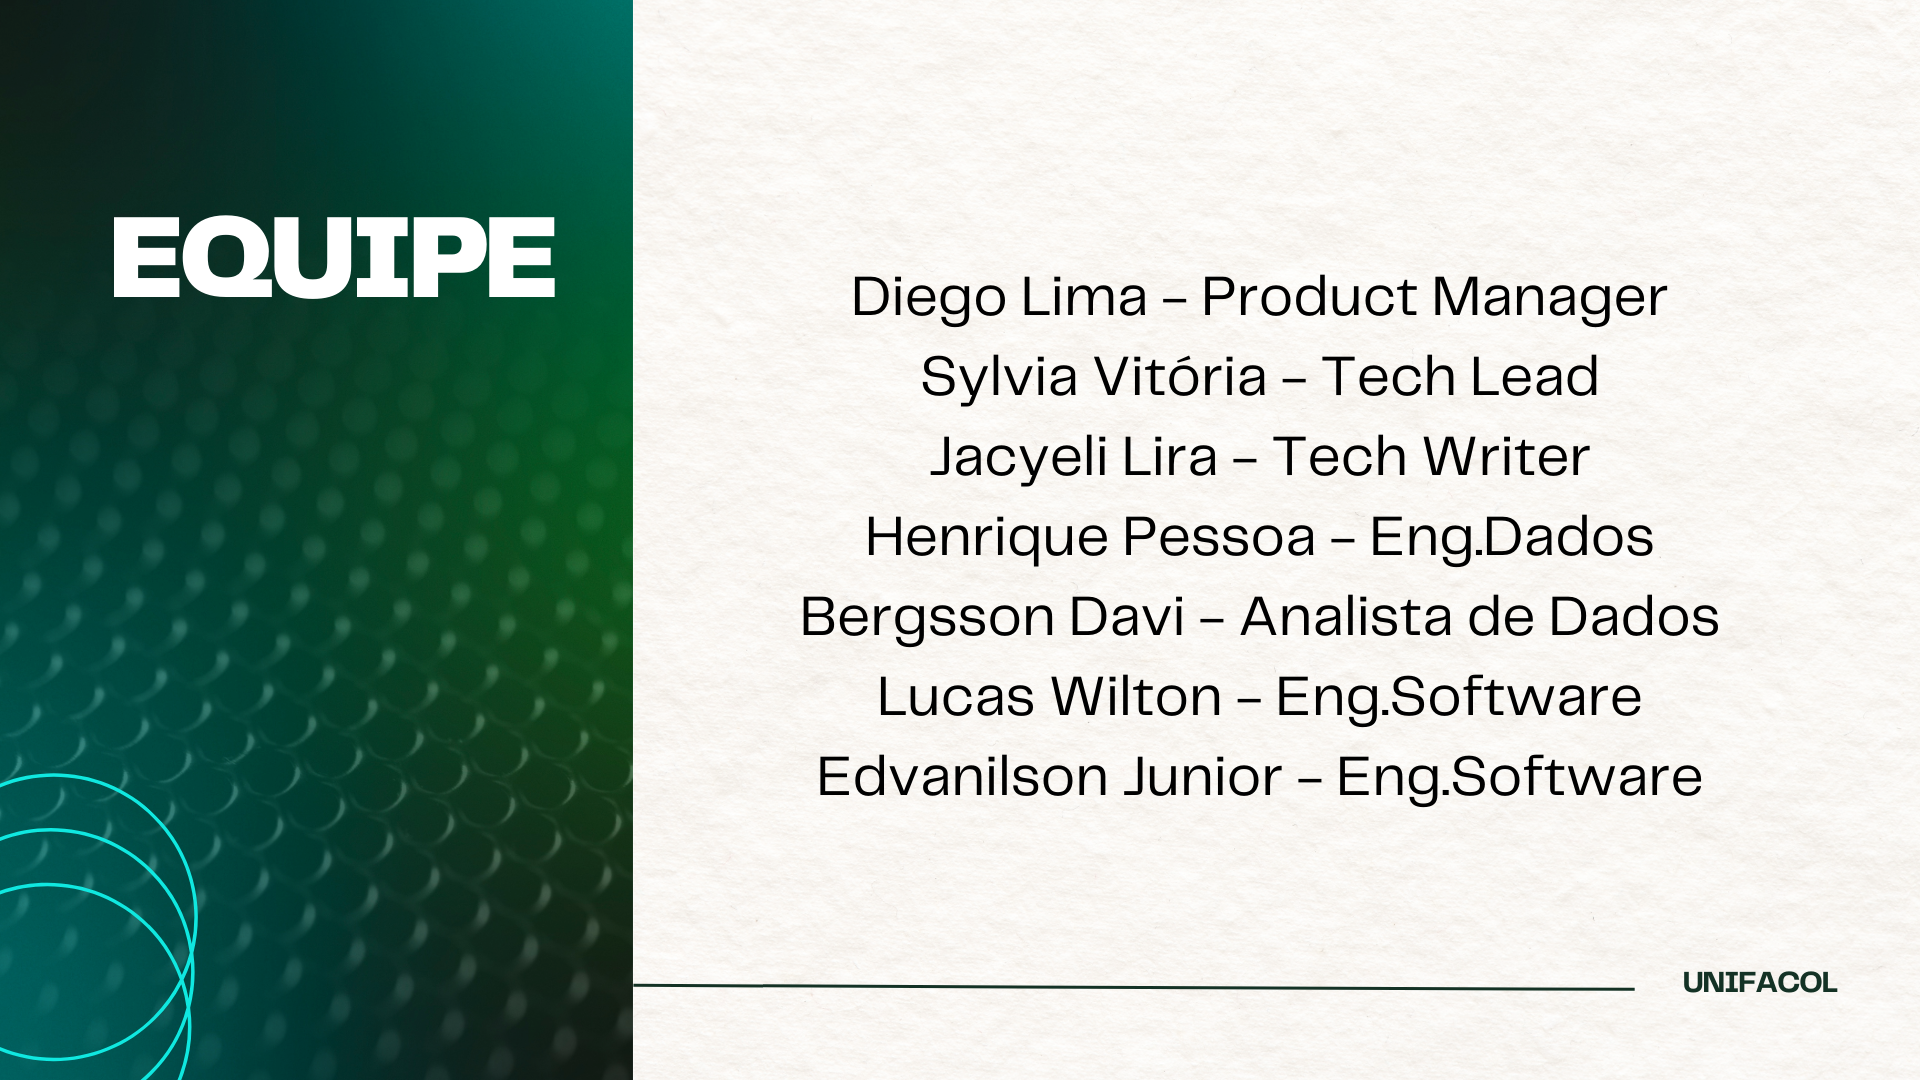 EQUIPE
Diego Lima - Product Manager
Sylvia Vitória - Tech Lead
Jacyeli Lira - Tech Writer
Henrique Pessoa - Eng.Dados
Bergsson Davi - Analista de Dados
Lucas Wilton - Eng.Software
Edvanilson Junior - Eng.Software
UNIFACOL